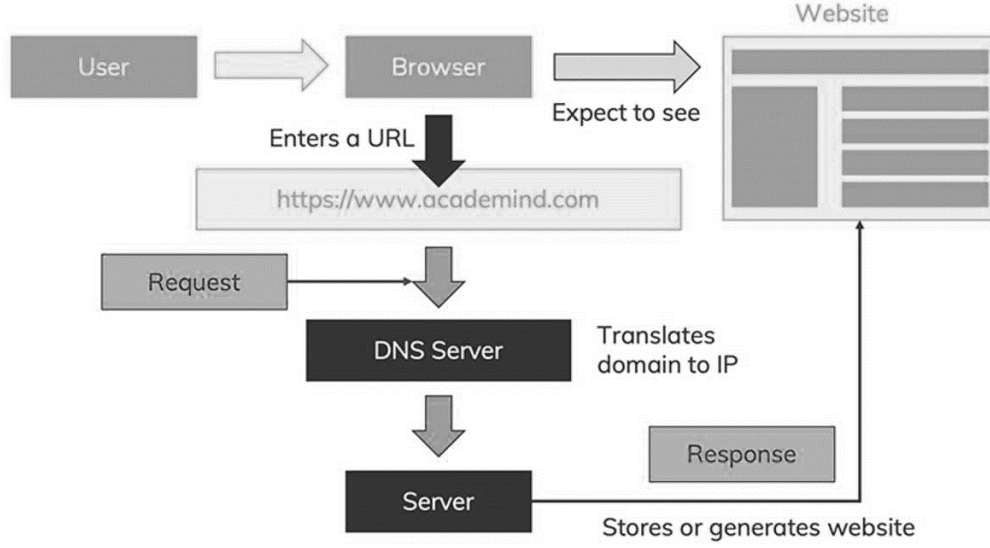 Website
User
Browser
Expect to see
Enters a URL
https://www.academind.com
Request
DNS Server
Translates
domain to IP
Response
Server
Stores or generates website